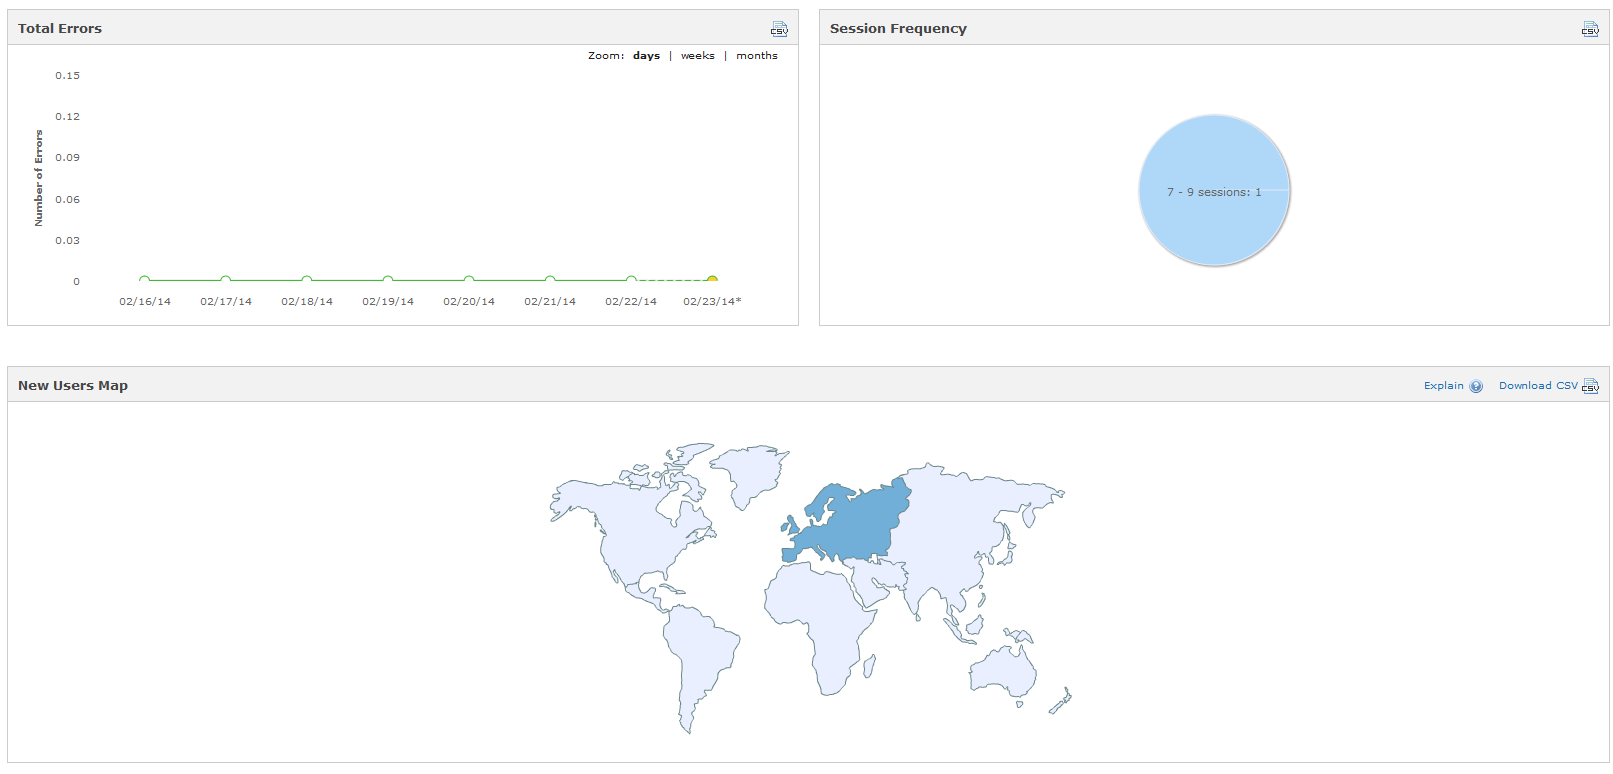 Total Errors
CSV
Zoom: days | weeks | months
Number of Errors
0.15
0.12
0.09
0.06
0.03
0
02/16/14 02/17/14 02/18/14 02/19/14 02/20/14 02/21/14 02/22/14 02/23/14*
Session Frequency
CSV
7 - 9 sessions: 1
New Users Map
Explain ? Download CSV CSV